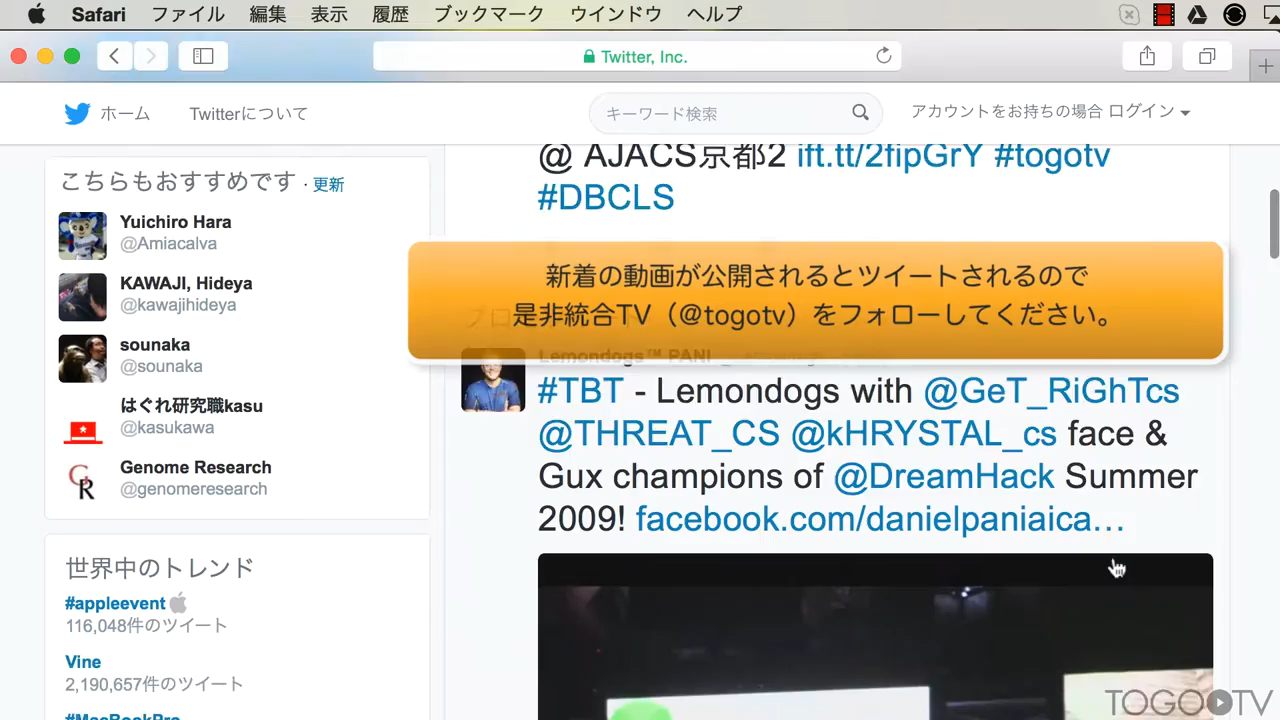 Safari ファイル 編集 表示 履歴 ブックマーク ウインドウ ヘルプ
Twitter, Inc.
ホーム Twitterについて キーワード検索 アカウントをお持ちの場合 ログイン
@ AJACS京都2 ift.tt/2fipGrY #togotv
#DBCLS
こちらもおすすめです · 更新
Yuichiro Hara
@Amiacalva
KAWAJI, Hideya
@kawajihideya
sounaka
@sounaka
はぐれ研究職kasu
@kasukawa
Genome Research
@genomeresearch
世界中のトレンド
#appleevent
116,048件のツイート
Vine
2,190,657件のツイート
#MacBookPro
新着の動画が公開されるとツイートされるので
是非統合TV（@togotv）をフォローしてください。
Lemondogs™ PANI
#TBT - Lemondogs with @GeT_RiGhTcs
@THREAT_CS @kHRYSTAL_cs face &
Gux champions of @DreamHack Summer
2009! facebook.com/danielpaniaica…
TOGO TV